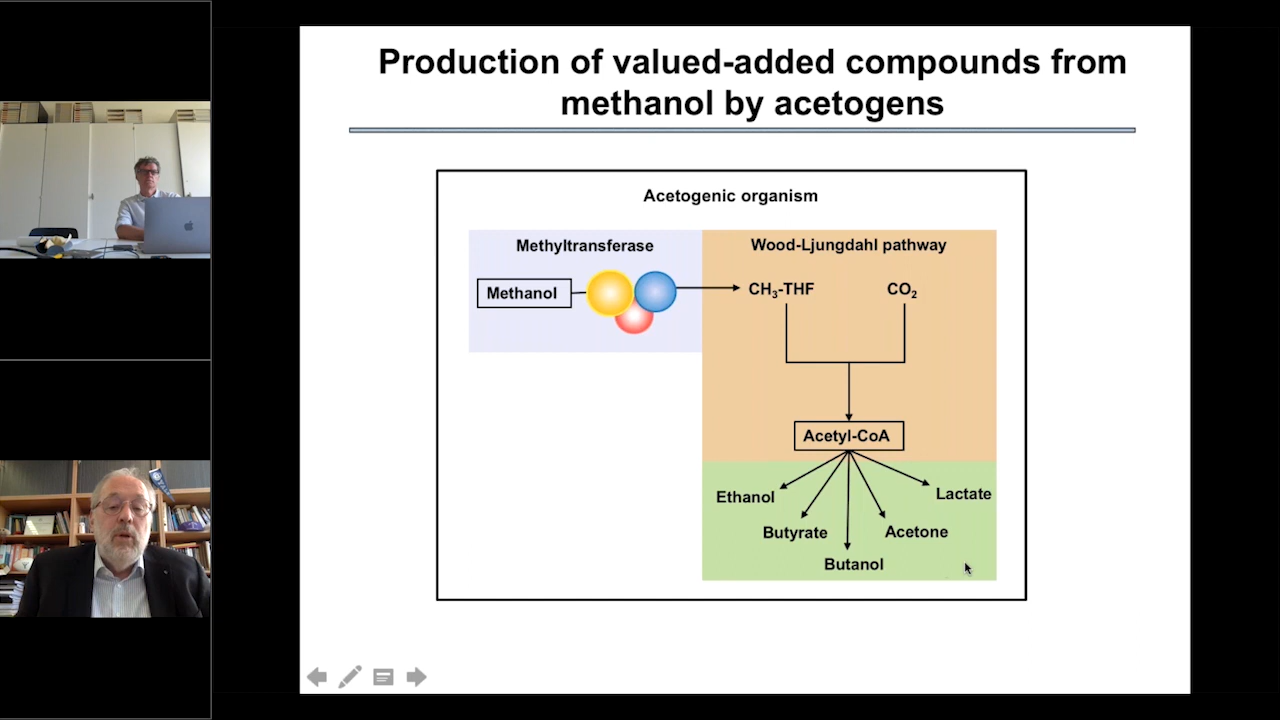 Production of valued-added compounds from
methanol by acetogens
Acetogenic organism
Methyltransferase
Wood-Ljungdahl pathway
Methanol
CH₃-THF
CO₂
Acetyl-CoA
Ethanol
Lactate
Butyrate
Acetone
Butanol